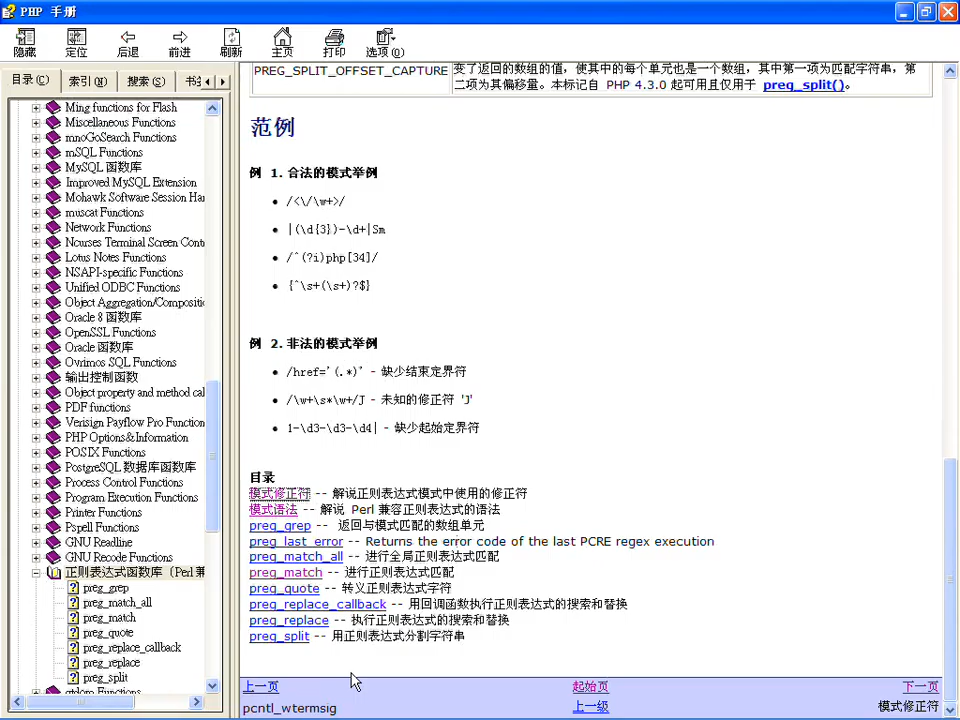 PHP 手册
隐藏 定位 后退 前进 刷新 主页 打印 选项(O)
目录(C) 索引(N) 搜索(S)
Ming functions for Flash
Miscellaneous Functions
mnoGoSearch Functions
mSQL Functions
MySQL 函数库
Improved MySQL Extension
Mohawk Software Session Har
muscat Functions
Network Functions
Ncurses Terminal Screen Cont
Lotus Notes Functions
NSAPI-specific Functions
Unified ODBC Functions
Object Aggregation/Compositio
Oracle 8 函数库
OpenSSL Functions
Oracle 函数库
Ovrimos SQL Functions
输出控制函数
Object property and method cal
PDF functions
Verisign Payflow Pro Function
PHP Options&Information
POSIX Functions
PostgreSQL 数据库函数库
Process Control Functions
Program Execution Functions
Printer Functions
Pspell Functions
GNU Readline
GNU Recode Functions
正则表达式函数库（Perl 兼
preg_grep
preg_match_all
preg_match
preg_quote
preg_replace_callback
preg_replace
preg_split
qtdom Functions
PREG_SPLIT_OFFSET_CAPTURE
变了返回的数组的值，使其中的每个单元也是一个数组，其中第一项为匹配字符串，第
二项为其偏移量。本标记自 PHP 4.3.0 起可用且仅用于 preg_split()。
范例
例 1. 合法的模式举例
• /<\/\w+>/
• |(\d{3})-\d+|Sm
• /^(?i)php[34]/
• {^\s+(\s+)?$}
例 2. 非法的模式举例
• /href='(.*)' - 缺少结束定界符
• /\w+\s*\w+/J - 未知的修正符 'J'
• 1-\d3-\d3-\d4| - 缺少起始定界符
目录
模式修正符 -- 解说正则表达式模式中使用的修正符
模式语法 -- 解说 Perl 兼容正则表达式的语法
preg_grep -- 返回与模式匹配的数组单元
preg_last_error -- Returns the error code of the last PCRE regex execution
preg_match_all -- 进行全局正则表达式匹配
preg_match -- 进行正则表达式匹配
preg_quote -- 转义正则表达式字符
preg_replace_callback -- 用回调函数执行正则表达式的搜索和替换
preg_replace -- 执行正则表达式的搜索和替换
preg_split -- 用正则表达式分割字符串
上一页 起始页 下一页
pcntl_wtermsig 上一级 模式修正符